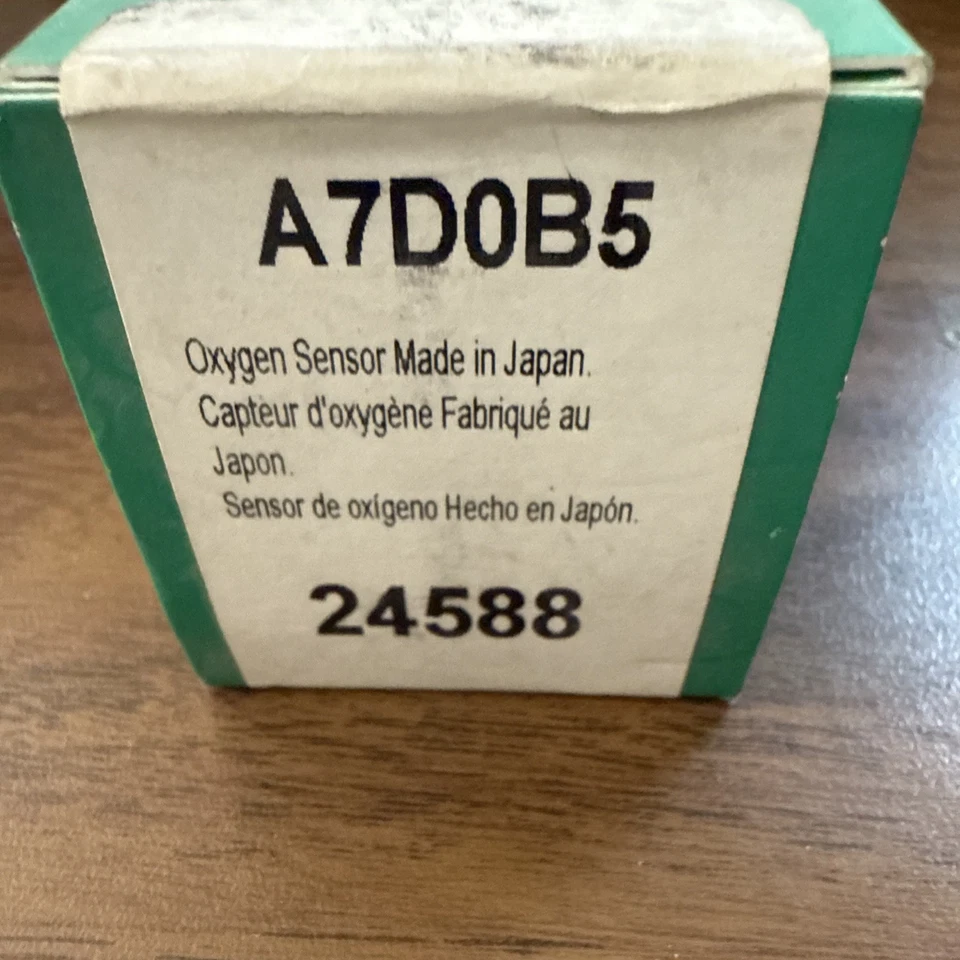 A7D0B5
Oxygen Sensor Made in Japan.
Capteur d'oxygène Fabriqué au
Japon.
Sensor de oxígeno Hecho en Japón.
24588